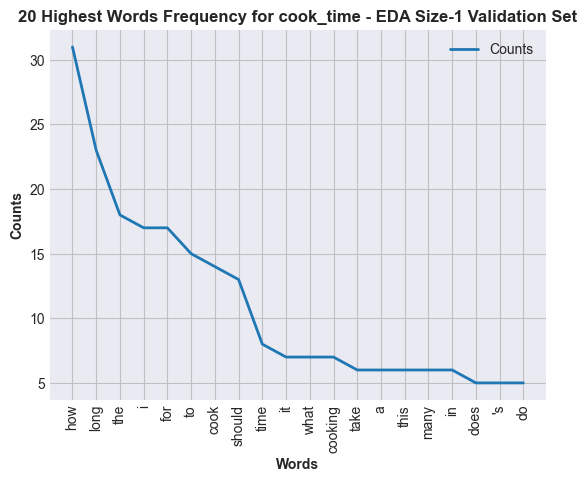 20 Highest Words Frequency for cook_time - EDA Size-1 Validation Set
Counts
Counts
30
25
20
15
10
5
how
long
the
i
for
to
cook
should
time
it
what
cooking
take
a
this
many
in
does
's
do
Words